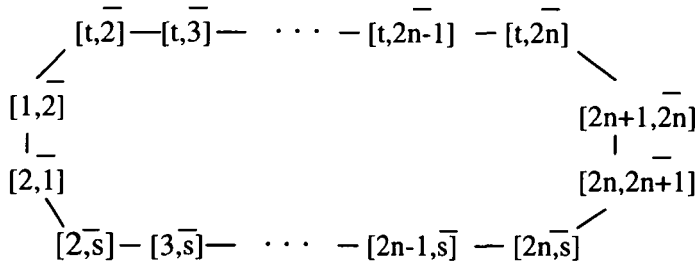 [t,2̅]—[t,3̅]— · · · —[t,2n̅-1] —[t,2n̅]
[1,2̅]
[2n+1,2̅n̅]
[2,1̅]
[2n,2n̅+̅1]
[2,s̅]—[3,s̅]— · · · —[2n-1,s̅] —[2n,s̅]